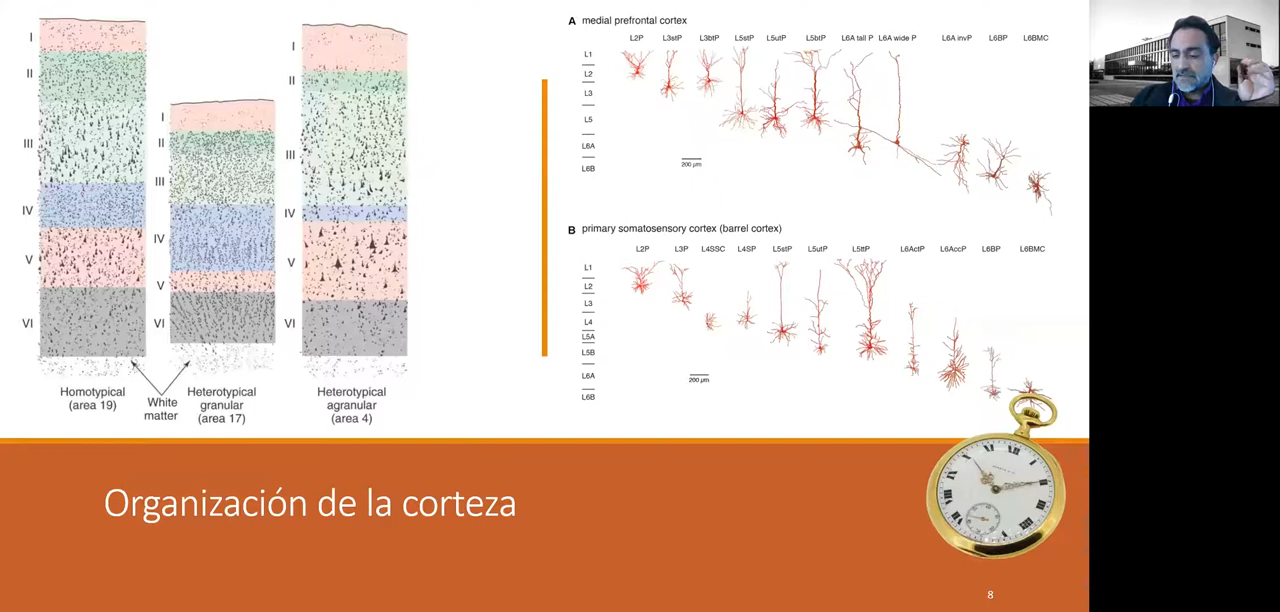 I
II
III
IV
V
VI
I
II
III
IV
V
VI
I
II
III
IV
V
VI
Homotypical
(area 19)
White
matter
Heterotypical
granular
(area 17)
Heterotypical
agranular
(area 4)
A medial prefrontal cortex
L2P L3stP L3btP L5stP L5utP L5btP L6A tall P L6A wide P L6A invP L6BP L6BMC
L1
L2
L3
L5
L6A
L6B
200 µm
B primary somatosensory cortex (barrel cortex)
L2P L3P L4SSC L4SP L5stP L5utP L5ttP L6ActP L6AccP L6BP L6BMC
L1
L2
L3
L4
L5A
L5B
L6A
L6B
200 µm
Organización de la corteza
8